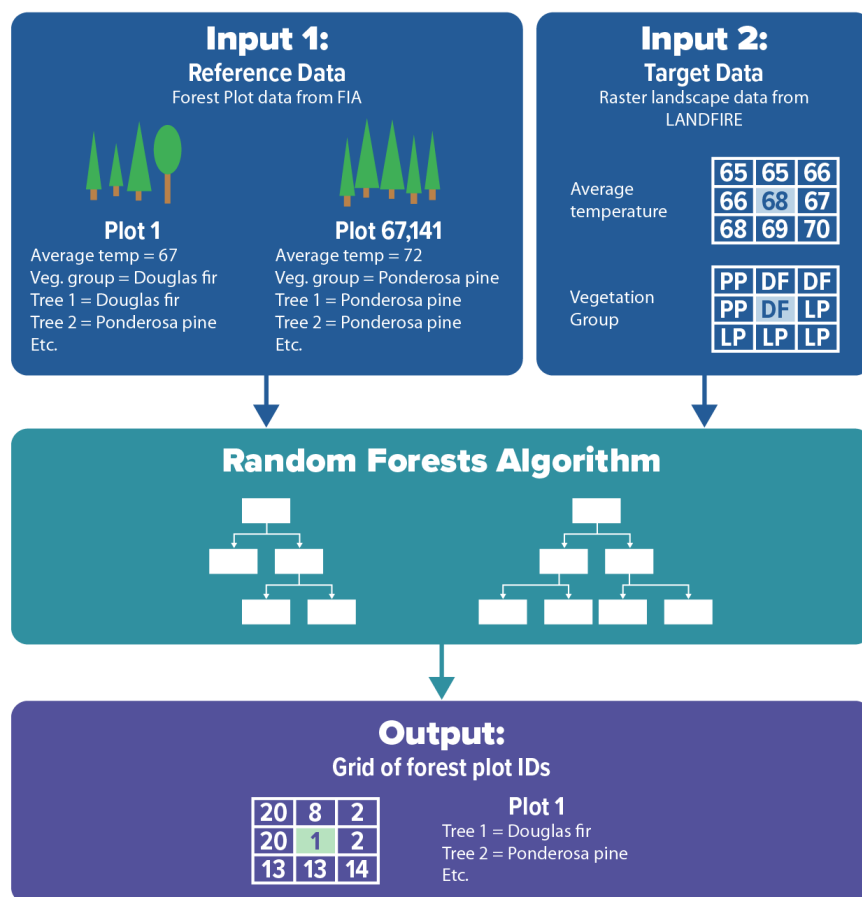 Input 1:
Reference Data
Forest Plot data from FIA
Plot 1
Average temp = 67
Veg. group = Douglas fir
Tree 1 = Douglas fir
Tree 2 = Ponderosa pine
Etc.
Plot 67,141
Average temp = 72
Veg. group = Ponderosa pine
Tree 1 = Ponderosa pine
Tree 2 = Ponderosa pine
Etc.
Input 2:
Target Data
Raster landscape data from
LANDFIRE
Average
temperature
65 65 66
66 68 67
68 69 70
Vegetation
Group
PP DF DF
PP DF LP
LP LP LP
Random Forests Algorithm
Output:
Grid of forest plot IDs
20 8 2
20 1 2
13 13 14
Plot 1
Tree 1 = Douglas fir
Tree 2 = Ponderosa pine
Etc.